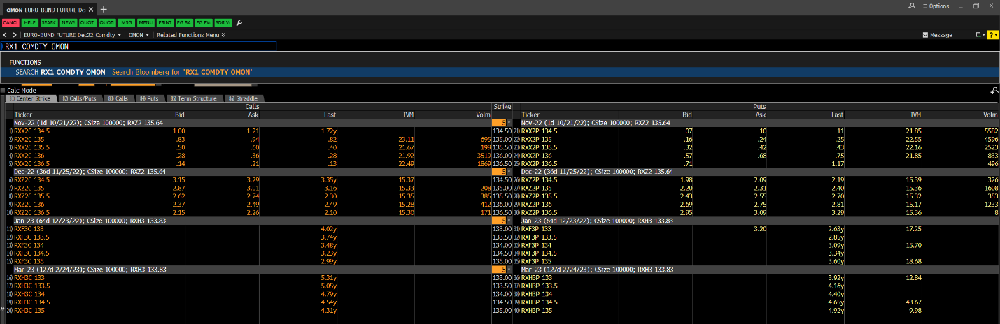 OMON EURO-BUND FUTURE De × +
≡ Options
CANC HELP SEARC NEWS QUOT QUOT MSG MENU PRINT PG BA PG FW SDR V
< > EURO-BUND FUTURE Dec22 Comdty ▾ OMON ▾ Related Functions Menu
Message ?
RX1 COMDTY OMON
FUNCTIONS
SEARCH RX1 COMDTY OMON Search Bloomberg for 'RX1 COMDTY OMON'
Calc Mode
81) Center Strike 82) Calls/Puts 83) Calls 84) Puts 85) Term Structure 86) Straddle
Calls Strike Puts
Ticker Bid Ask Last IVM Volm Ticker Bid Ask Last IVM Volm
Nov-22 (1d 10/21/22); CSize 100000; RXZ2 135.64 5 Nov-22 (1d 10/21/22); CSize 100000; RXZ2 135.64
1) RXX2C 134.5 1.00 1.21 1.72y 134.50 21) RXX2P 134.5 .07 .10 .11 21.85 5582
2) RXX2C 135 .83 .94 .82 23.11 695 135.00 22) RXX2P 135 .16 .24 .25 22.55 4596
3) RXX2C 135.5 .50 .60 .40 21.67 199 135.50 23) RXX2P 135.5 .32 .42 .43 22.16 2523
4) RXX2C 136 .28 .36 .28 21.92 3519 136.00 24) RXX2P 136 .57 .68 .75 21.85 833
5) RXX2C 136.5 .14 .21 .13 22.49 1869 136.50 25) RXX2P 136.5 .71 1.17 496
Dec-22 (36d 11/25/22); CSize 100000; RXZ2 135.64 5 Dec-22 (36d 11/25/22); CSize 100000; RXZ2 135.64
6) RXZ2C 134.5 3.15 3.29 3.35y 15.37 134.50 26) RXZ2P 134.5 1.98 2.09 2.19 15.39 326
7) RXZ2C 135 2.87 3.01 3.16 15.33 208 135.00 27) RXZ2P 135 2.20 2.31 2.40 15.36 1608
8) RXZ2C 135.5 2.62 2.74 2.30 15.35 385 135.50 28) RXZ2P 135.5 2.43 2.55 2.70 15.32 353
9) RXZ2C 136 2.37 2.49 2.49 15.28 412 136.00 29) RXZ2P 136 2.69 2.75 2.81 15.17 1233
10) RXZ2C 136.5 2.15 2.26 2.10 15.30 171 136.50 30) RXZ2P 136.5 2.95 3.09 3.29 15.36 8
Jan-23 (64d 12/23/22); CSize 100000; RXH3 133.83 5 Jan-23 (64d 12/23/22); CSize 100000; RXH3 133.83
11) RXF3C 133 4.02y 133.00 31) RXF3P 133 3.20 2.63y 17.25
12) RXF3C 133.5 3.74y 133.50 32) RXF3P 133.5 2.85y
13) RXF3C 134 3.48y 134.00 33) RXF3P 134 3.09y 15.70
14) RXF3C 134.5 3.23y 134.50 34) RXF3P 134.5 3.34y
15) RXF3C 135 2.99y 135.00 35) RXF3P 135 3.60y 18.68
Mar-23 (127d 2/24/23); CSize 100000; RXH3 133.83 5 Mar-23 (127d 2/24/23); CSize 100000; RXH3 133.83
16) RXH3C 133 5.31y 133.00 36) RXH3P 133 3.92y 12.84
17) RXH3C 133.5 5.05y 133.50 37) RXH3P 133.5 4.16y
18) RXH3C 134 4.79y 134.00 38) RXH3P 134 4.40y
19) RXH3C 134.5 4.54y 134.50 39) RXH3P 134.5 4.65y 43.67
20) RXH3C 135 4.31y 135.00 40) RXH3P 135 4.92y 9.98